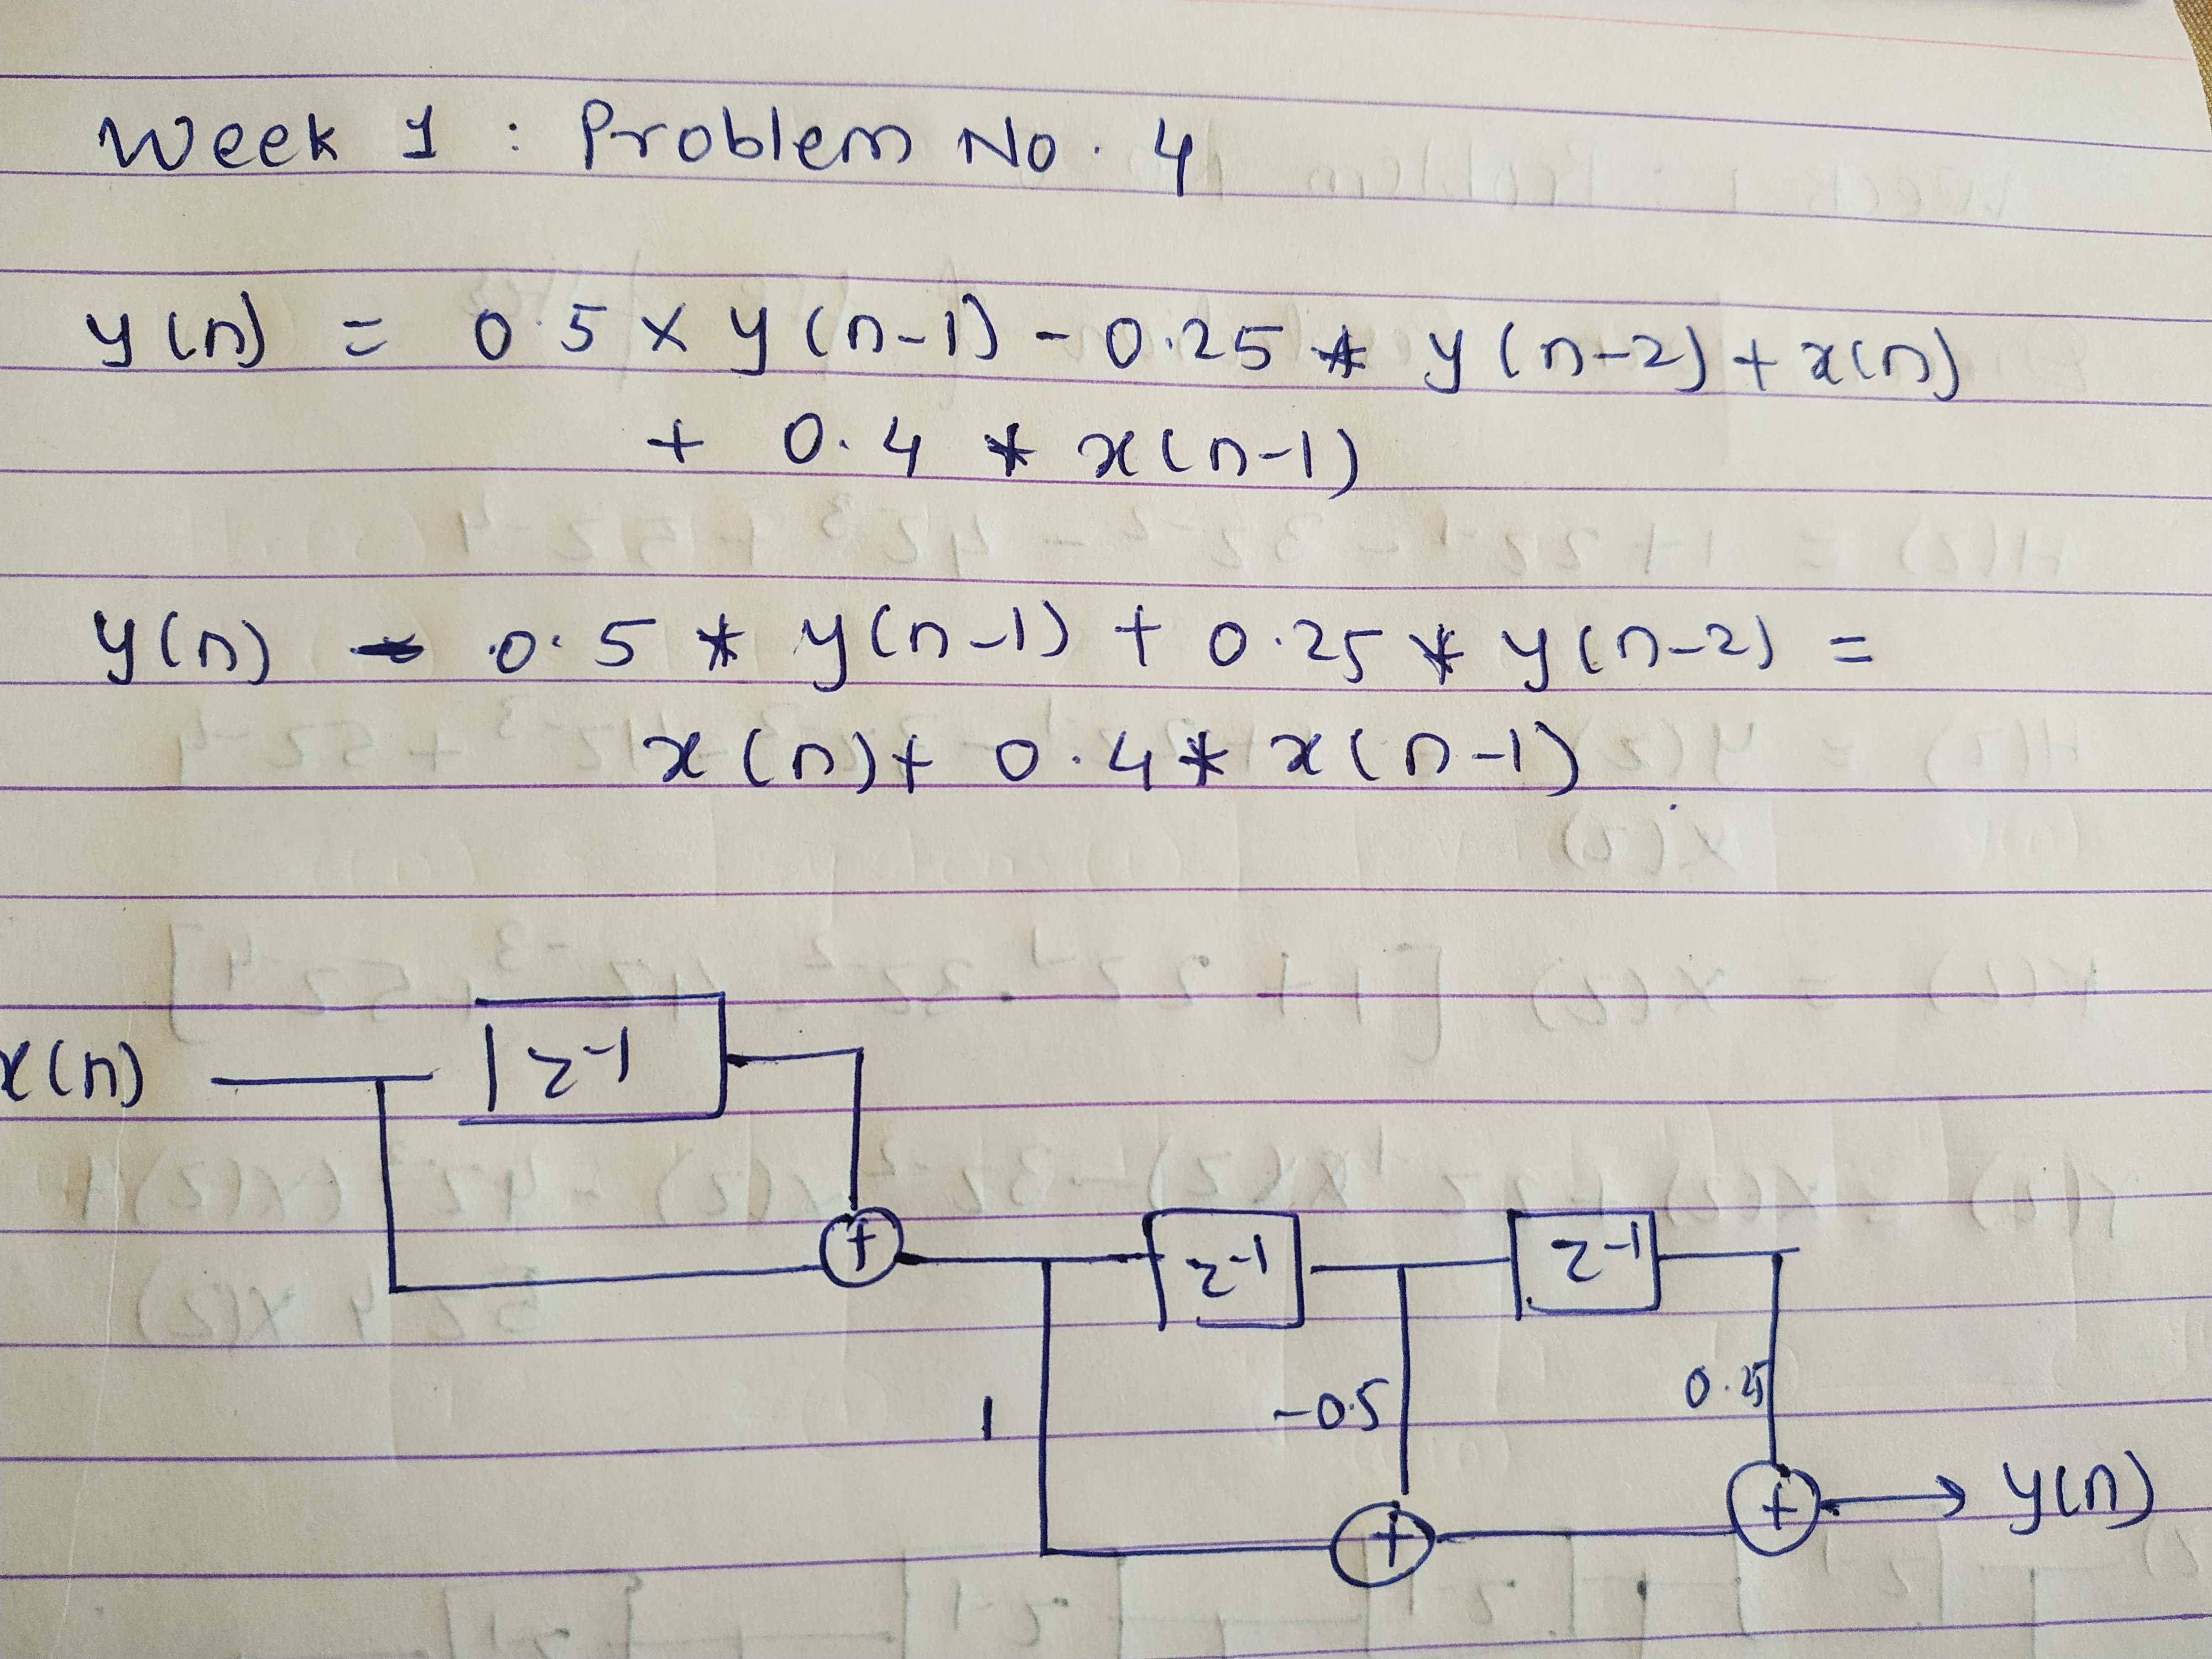 Week 1 : Problem No. 4
y(n) = 0.5 x y(n-1) - 0.25 * y(n-2) + x(n)
+ 0.4 * x(n-1)
y(n) - 0.5 * y(n-1) + 0.25 * y(n-2) =
x(n) + 0.4 * x(n-1)
x(n) z-1
+ z-1 z-1
1 -0.5 0.25
+ + y(n)